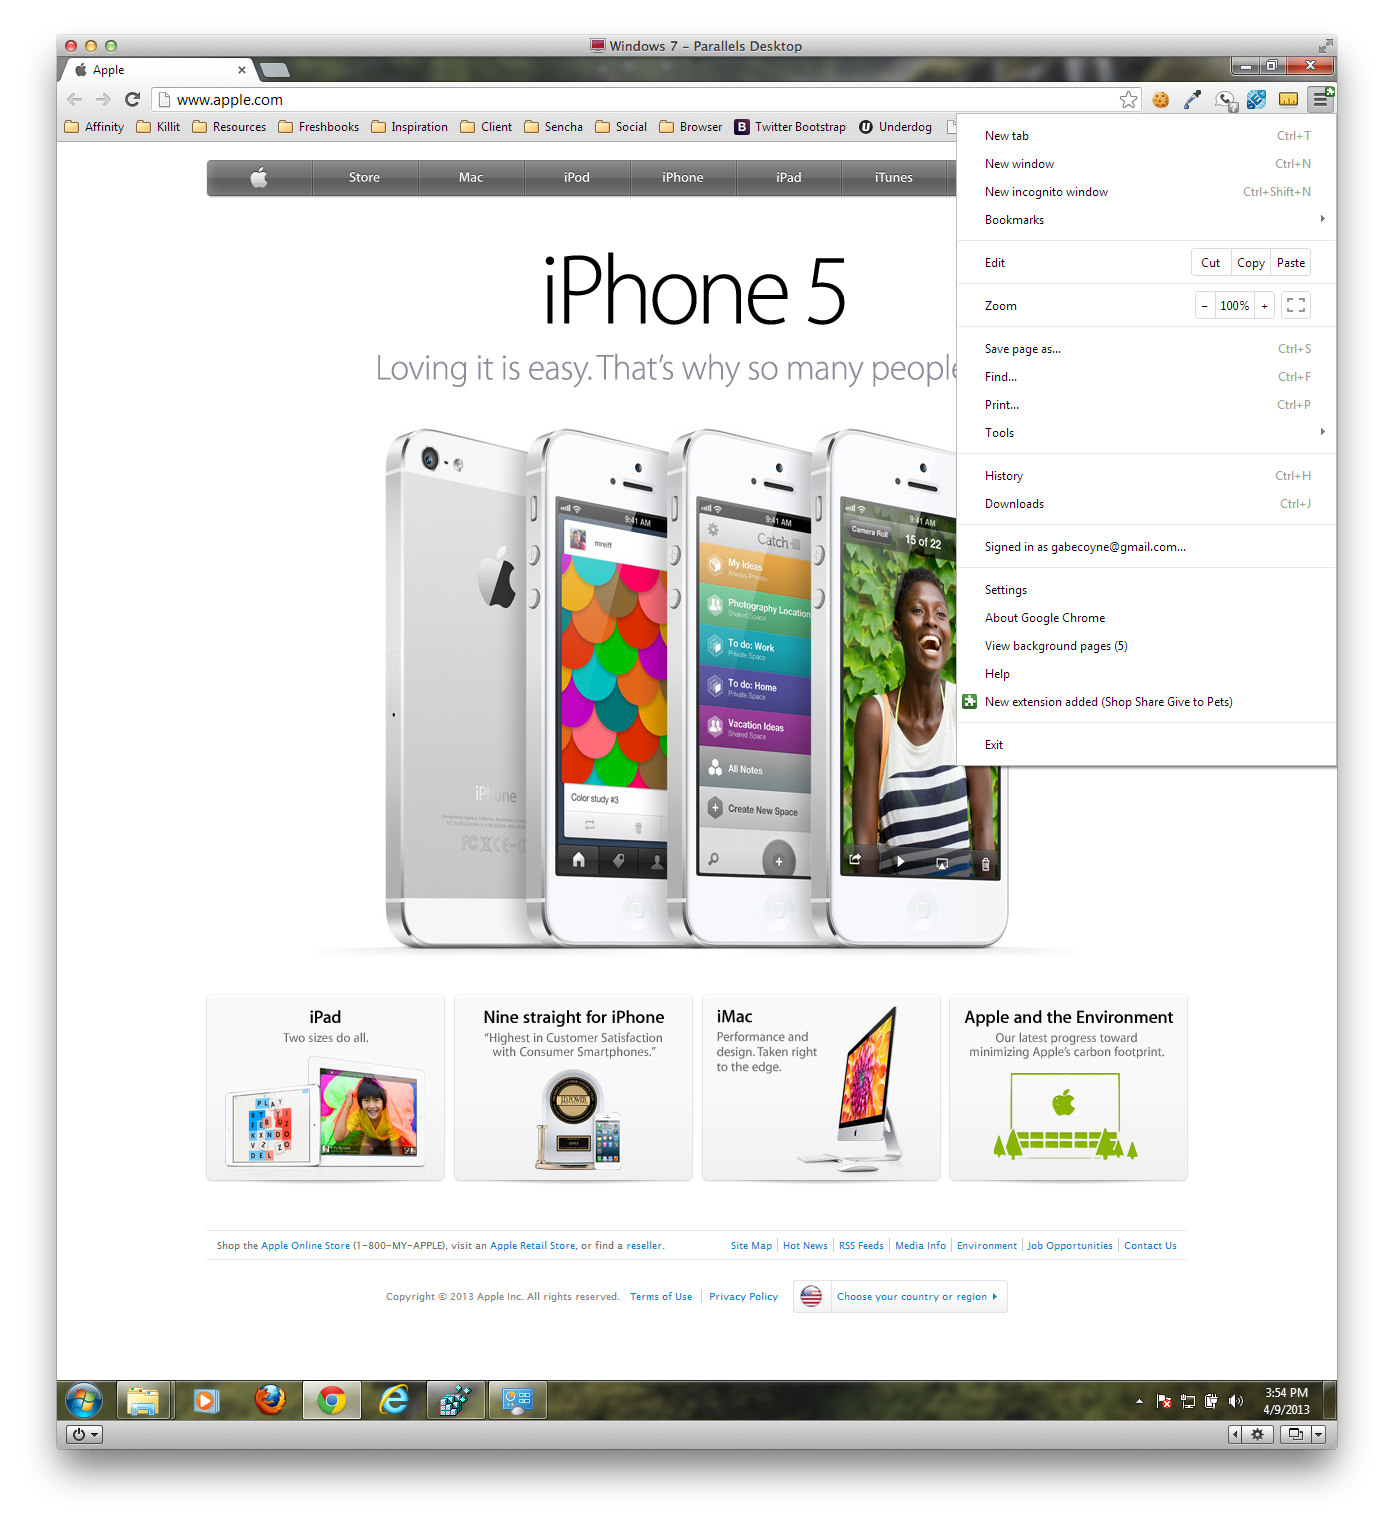 Windows 7 - Parallels Desktop
Apple
www.apple.com
Affinity Killit Resources Freshbooks Inspiration Client Sencha Social Browser B Twitter Bootstrap U Underdog
New tab Ctrl+T
New window Ctrl+N
New incognito window Ctrl+Shift+N
Bookmarks
Edit Cut Copy Paste
Zoom - 100% +
Save page as... Ctrl+S
Find... Ctrl+F
Print... Ctrl+P
Tools
History Ctrl+H
Downloads Ctrl+J
Signed in as gabecoyne@gmail.com...
Settings
About Google Chrome
View background pages (5)
Help
New extension added (Shop Share Give to Pets)
Exit
Store Mac iPod iPhone iPad iTunes
iPhone 5
Loving it is easy. That's why so many people
iPhone
9:41 AM
mreiff
Color study #3
9:41 AM
Catch
My Ideas
Always Private
Photography Location
Shared Space
To do: Work
Private Space
To do: Home
Private Space
Vacation Ideas
Shared Space
All Notes
Create New Space
9:41 AM
Camera Roll 15 of 22
iPad
Two sizes do all.
PLAY
Nine straight for iPhone
“Highest in Customer Satisfaction
with Consumer Smartphones.”
J.D. POWER
iMac
Performance and
design. Taken right
to the edge.
Apple and the Environment
Our latest progress toward
minimizing Apple's carbon footprint.
Shop the Apple Online Store (1-800-MY-APPLE), visit an Apple Retail Store, or find a reseller.
Site Map Hot News RSS Feeds Media Info Environment Job Opportunities Contact Us
Copyright © 2013 Apple Inc. All rights reserved. Terms of Use Privacy Policy
Choose your country or region
3:54 PM
4/9/2013